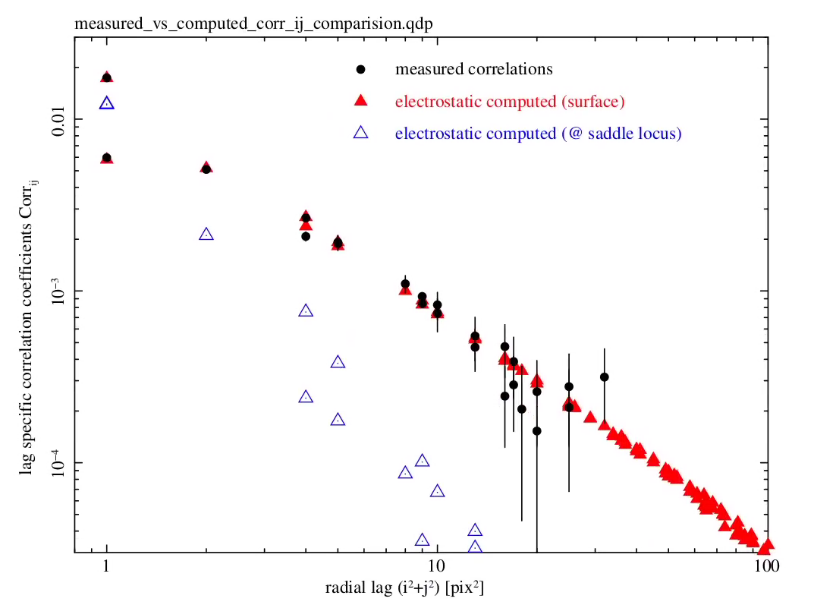 measured_vs_computed_corr_ij_comparision.qdp
measured correlations
electrostatic computed (surface)
electrostatic computed (@ saddle locus)
lag specific correlation coefficients Corrᵢⱼ
0.01
10⁻³
10⁻⁴
1
10
100
radial lag (i²+j²) [pix²]